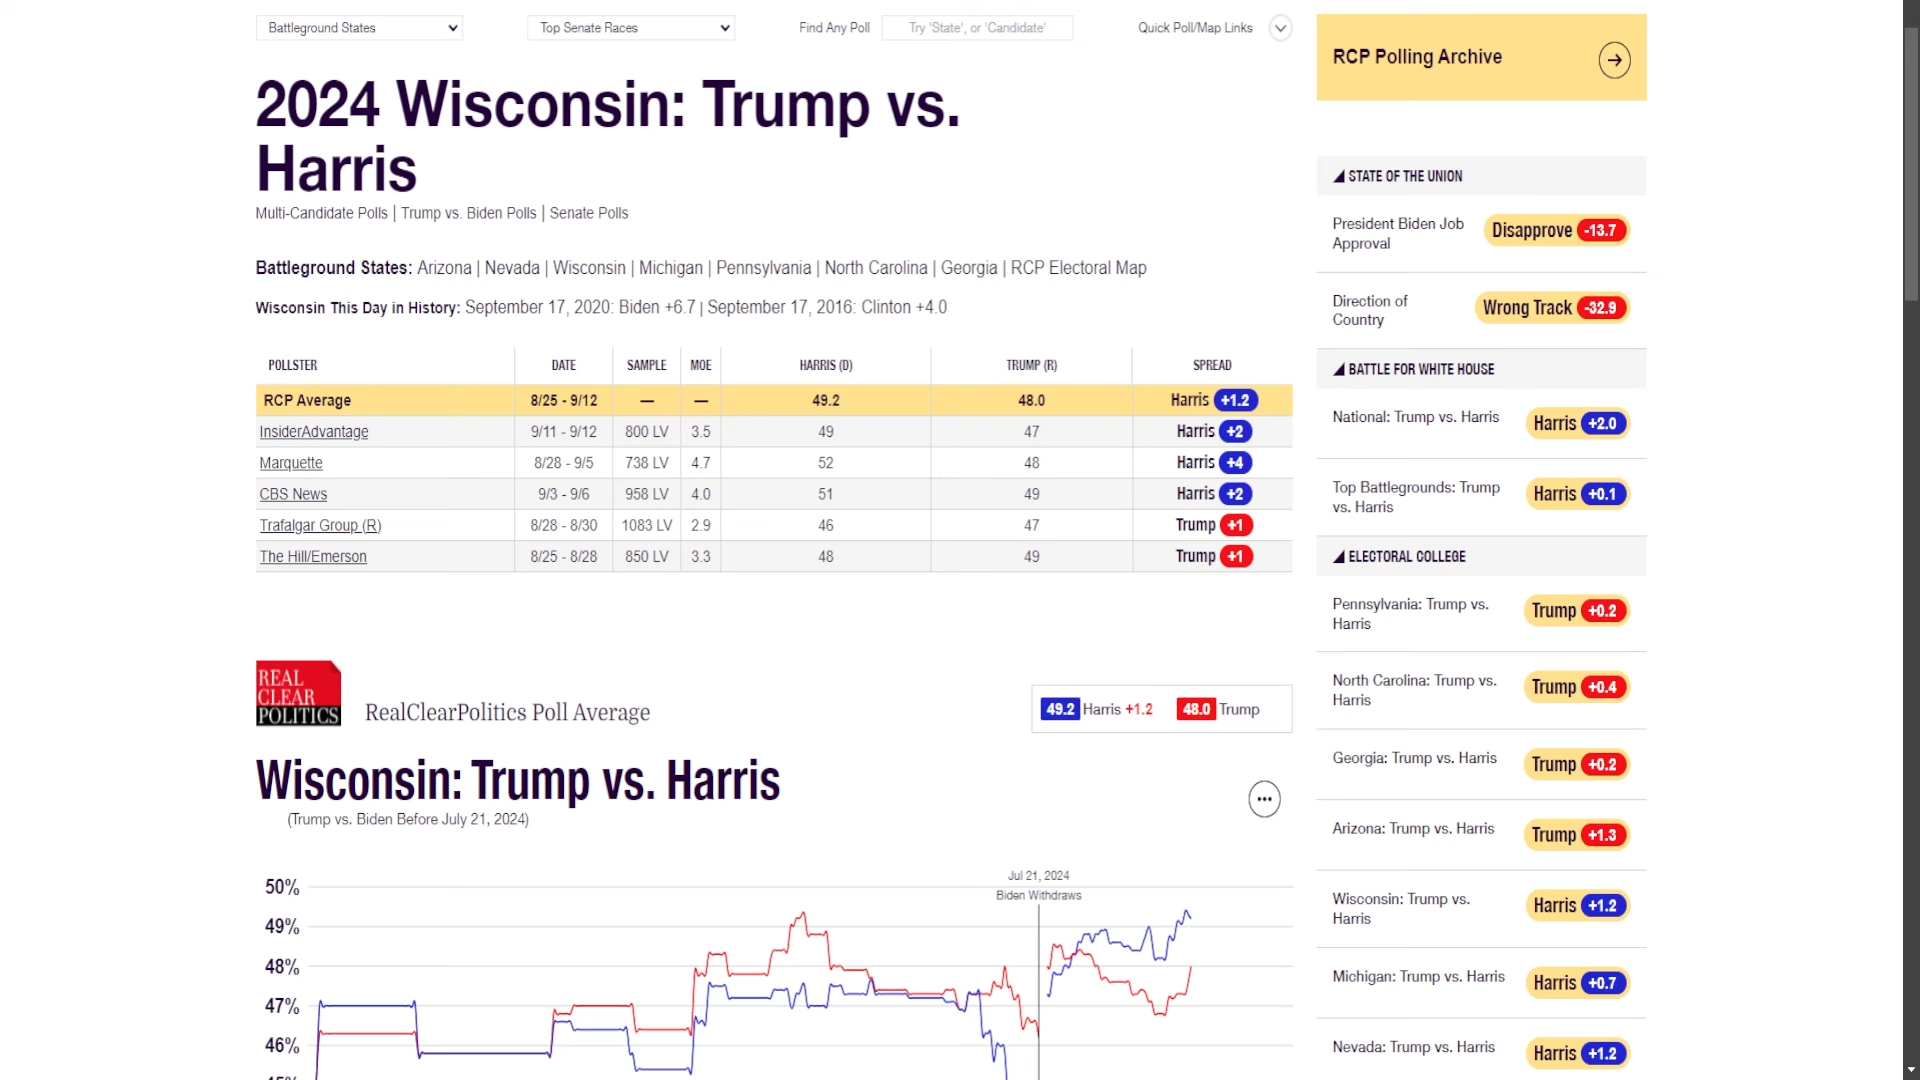 Battleground States
Top Senate Races
Find Any Poll
Try 'State', or 'Candidate'
Quick Poll/Map Links
2024 Wisconsin: Trump vs.
Harris
Multi-Candidate Polls | Trump vs. Biden Polls | Senate Polls
Battleground States: Arizona | Nevada | Wisconsin | Michigan | Pennsylvania | North Carolina | Georgia | RCP Electoral Map
Wisconsin This Day in History: September 17, 2020: Biden +6.7 | September 17, 2016: Clinton +4.0
POLLSTER DATE SAMPLE MOE HARRIS (D) TRUMP (R) SPREAD
RCP Average 8/25 - 9/12 — — 49.2 48.0 Harris +1.2
InsiderAdvantage 9/11 - 9/12 800 LV 3.5 49 47 Harris +2
Marquette 8/28 - 9/5 738 LV 4.7 52 48 Harris +4
CBS News 9/3 - 9/6 958 LV 4.0 51 49 Harris +2
Trafalgar Group (R) 8/28 - 8/30 1083 LV 2.9 46 47 Trump +1
The Hill/Emerson 8/25 - 8/28 850 LV 3.3 48 49 Trump +1
REAL
CLEAR
POLITICS
RealClearPolitics Poll Average
49.2 Harris +1.2 48.0 Trump
Wisconsin: Trump vs. Harris
(Trump vs. Biden Before July 21, 2024)
Jul 21, 2024
Biden Withdraws
50%
49%
48%
47%
46%
RCP Polling Archive
STATE OF THE UNION
President Biden Job
Approval
Disapprove -13.7
Direction of
Country
Wrong Track -32.9
BATTLE FOR WHITE HOUSE
National: Trump vs. Harris
Harris +2.0
Top Battlegrounds: Trump
vs. Harris
Harris +0.1
ELECTORAL COLLEGE
Pennsylvania: Trump vs.
Harris
Trump +0.2
North Carolina: Trump vs.
Harris
Trump +0.4
Georgia: Trump vs. Harris
Trump +0.2
Arizona: Trump vs. Harris
Trump +1.3
Wisconsin: Trump vs.
Harris
Harris +1.2
Michigan: Trump vs. Harris
Harris +0.7
Nevada: Trump vs. Harris
Harris +1.2